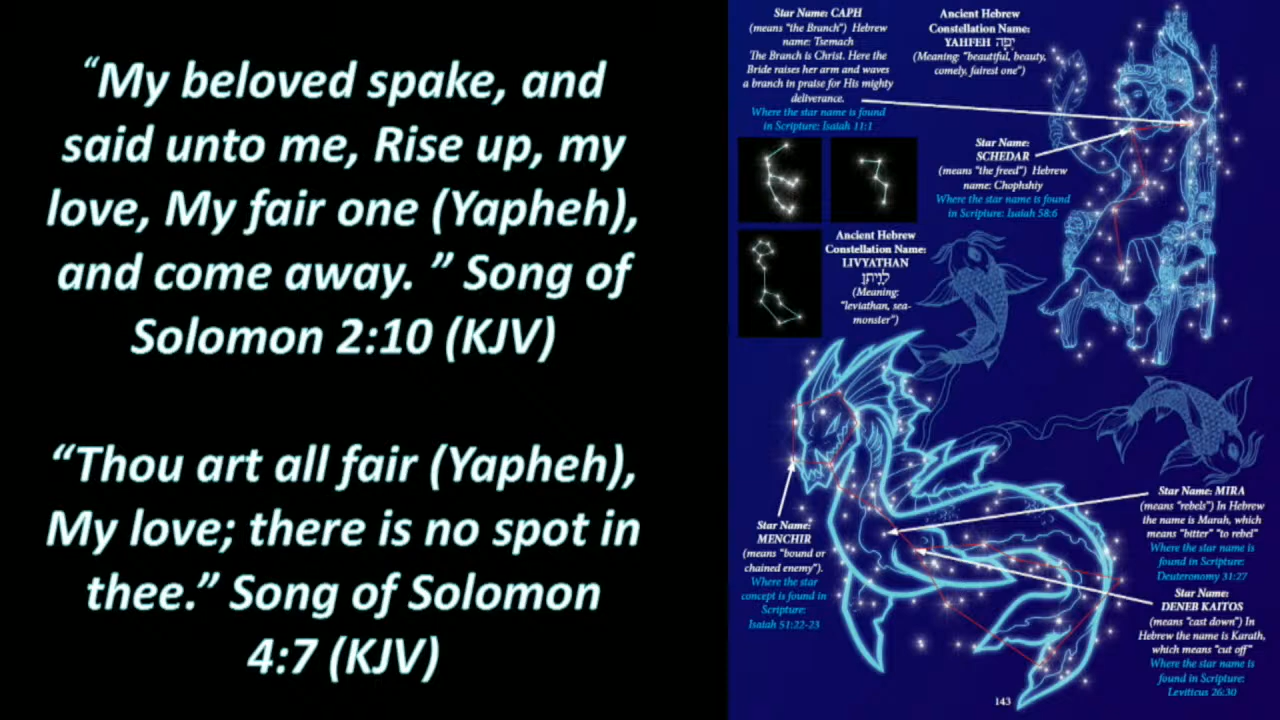 “My beloved spake, and
said unto me, Rise up, my
love, My fair one (Yapheh),
and come away. ” Song of
Solomon 2:10 (KJV)
“Thou art all fair (Yapheh),
My love; there is no spot in
thee.” Song of Solomon
4:7 (KJV)
Star Name: CAPH
(means "the Branch") Hebrew
name: Tsemach
The Branch is Christ. Here the
Bride raises her arm and waves
a branch in praise for His mighty
deliverance.
Where the star name is found
in Scripture: Isaiah 11:1
Ancient Hebrew
Constellation Name:
YAHFEH יָפֶה
(Meaning: "beautiful, beauty,
comely, fairest one")
Star Name:
SCHEDAR
(means "the freed") Hebrew
name: Chophshiy
Where the star name is found
in Scripture: Isaiah 58:6
Ancient Hebrew
Constellation Name:
LIVYATHAN
לִוְיָתָן
(Meaning:
"leviathan, sea-
monster")
Star Name:
MENCHIR
(means "bound or
chained enemy").
Where the star
concept is found in
Scripture:
Isaiah 51:22-23
Star Name: MIRA
(means "rebels") In Hebrew
the name is Marah, which
means "bitter" "to rebel"
Where the star name is
found in Scripture:
Deuteronomy 31:27
Star Name:
DENEB KAITOS
(means "cast down") In
Hebrew the name is Karath,
which means "cut off"
Where the star name is
found in Scripture:
Leviticus 26:30
143